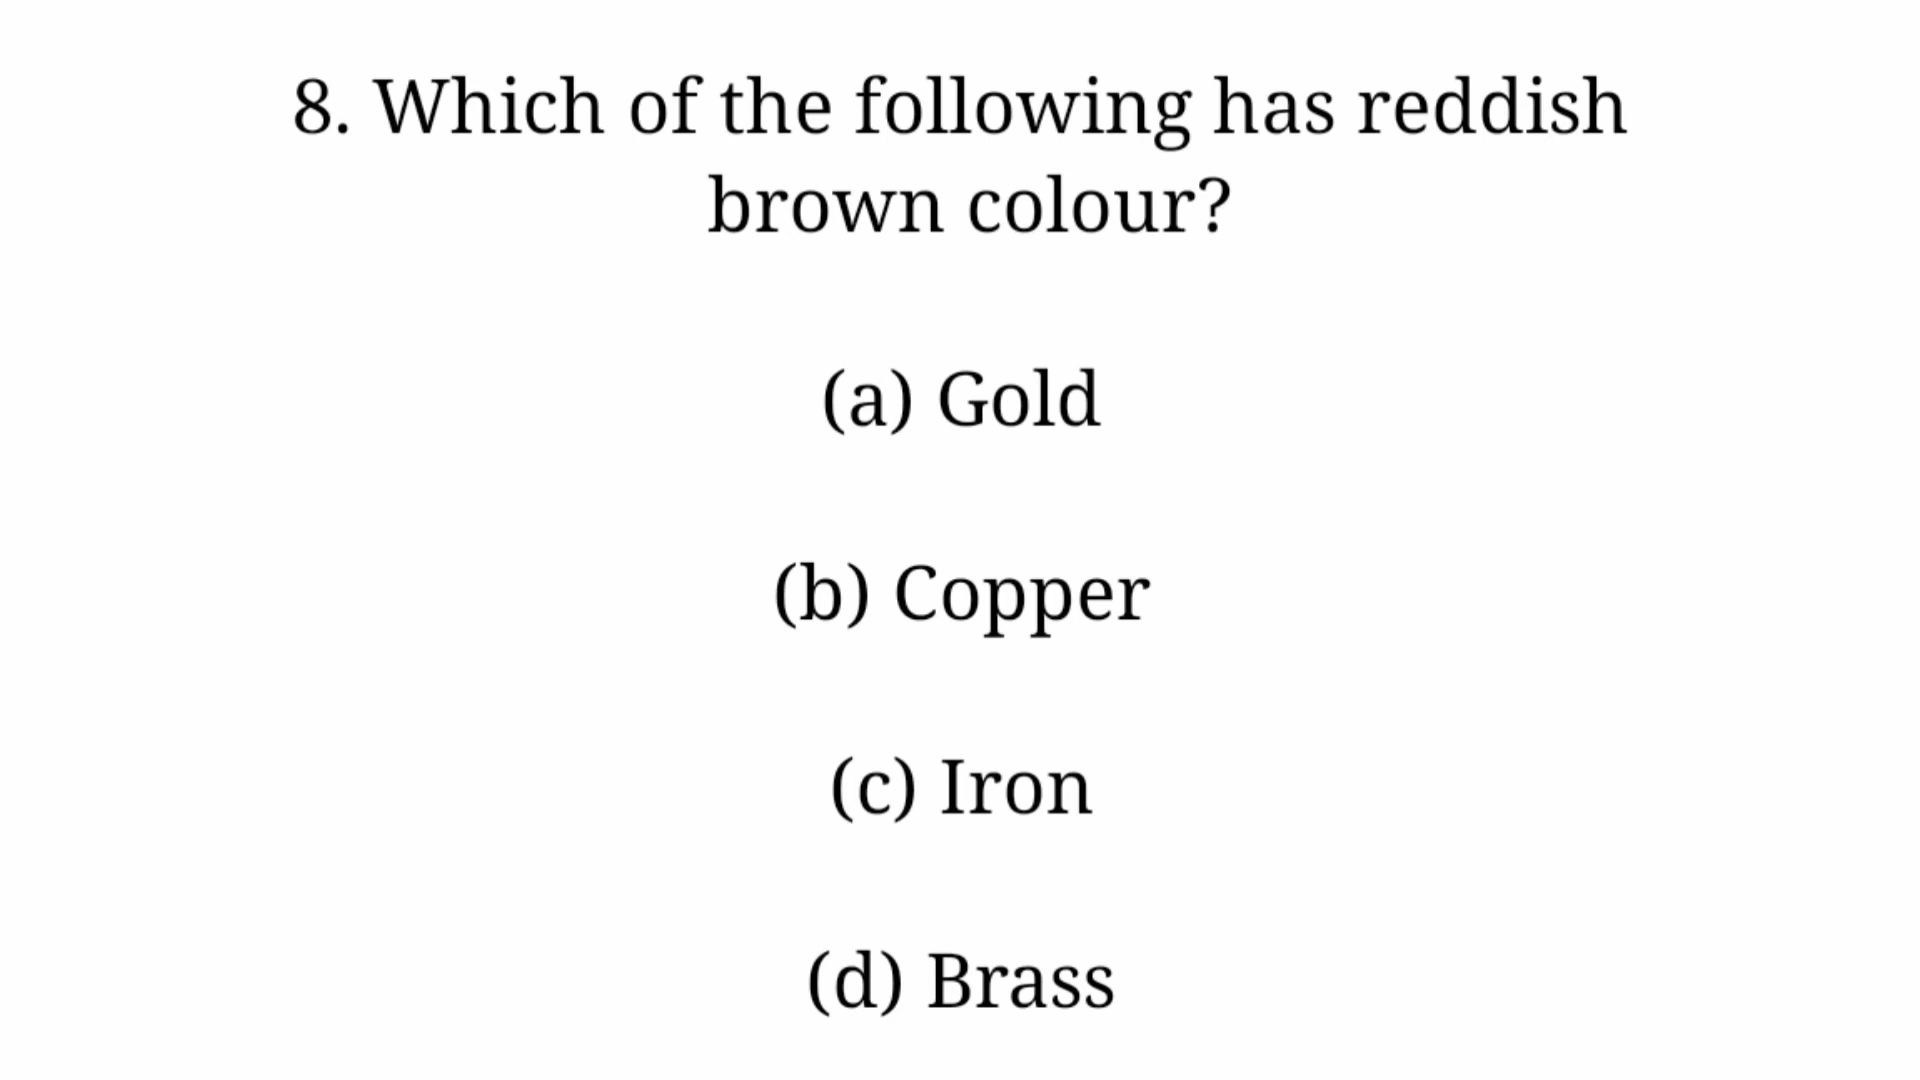 8. Which of the following has reddish
brown colour?
(a) Gold
(b) Copper
(c) Iron
(d) Brass